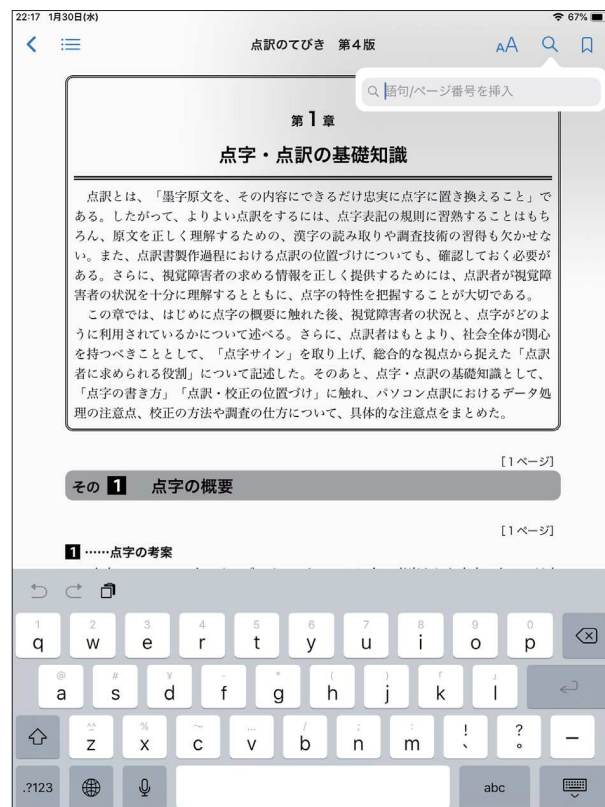 22:17 1月30日(水)
67%
点訳のてびき 第4版
AA
語句/ページ番号を挿入
第1章
点字・点訳の基礎知識
点訳とは、「墨字原文を、その内容にできるだけ忠実に点字に置き換えること」で
ある。したがって、よりよい点訳をするには、点字表記の規則に習熟することはもち
ろん、原文を正しく理解するための、漢字の読み取りや調査技術の習得も欠かせな
い。また、点訳書製作過程における点訳の位置づけについても、確認しておく必要が
ある。さらに、視覚障害者の求める情報を正しく提供するためには、点訳者が視覚障
害者の状況を十分に理解するとともに、点字の特性を把握することが大切である。
この章では、はじめに点字の概要に触れた後、視覚障害者の状況と、点字がどのよ
うに利用されているかについて述べる。さらに、点訳者はもとより、社会全体が関心
を持つべきこととして、「点字サイン」を取り上げ、総合的な視点から捉えた「点訳
者に求められる役割」について記述した。そのあと、点字・点訳の基礎知識として、
「点字の書き方」「点訳・校正の位置づけ」に触れ、パソコン点訳におけるデータ処
理の注意点、校正の方法や調査の仕方について、具体的な注意点をまとめた。
[1ページ]
その 1 点字の概要
[1ページ]
1 ……点字の考案
1 2 3 4 5 6 7 8 9 0
q w e r t y u i o p
@ # ¥ - * ( ) 「 」
a s d f g h j k l
^^ % 〜 … / ; : ! ?
z x c v b n m 、 。 ー
.?123 abc